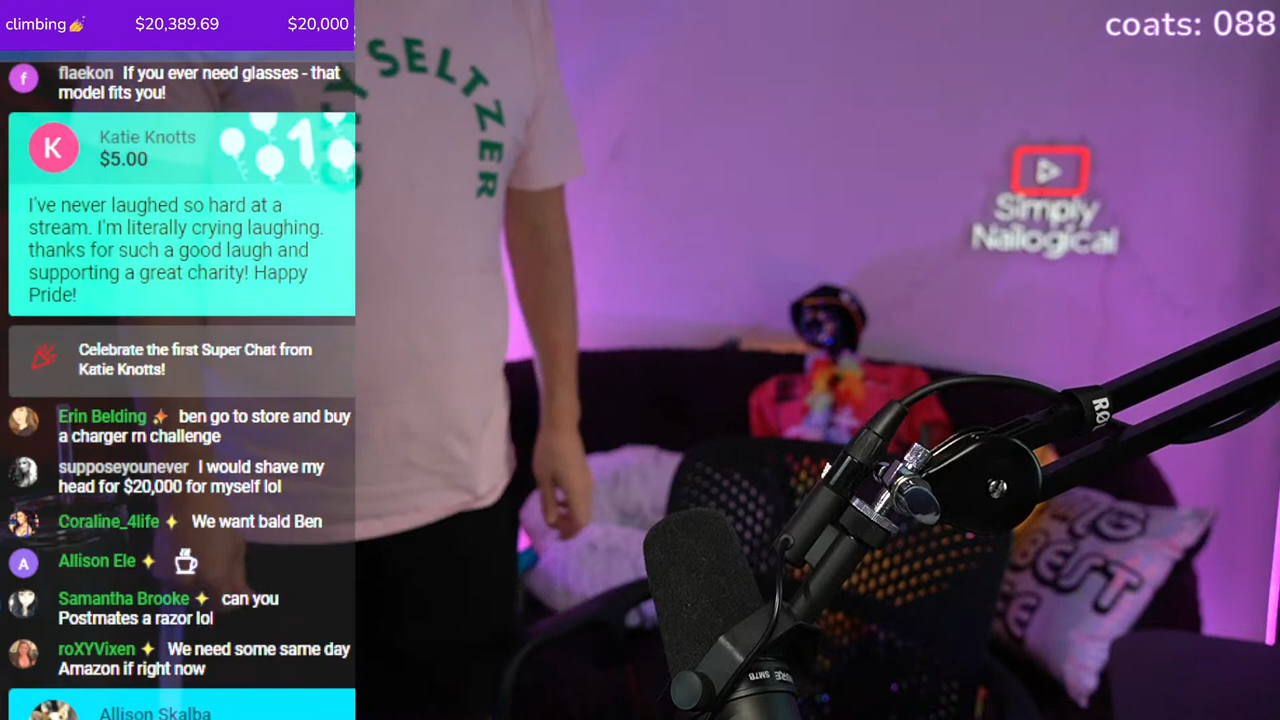 climbing💅 $20,389.69 $20,000
coats: 088
f flaekon If you ever need glasses - that
model fits you!
K Katie Knotts
$5.00
1
I've never laughed so hard at a
stream. I'm literally crying laughing.
thanks for such a good laugh and
supporting a great charity! Happy
Pride!
Celebrate the first Super Chat from
Katie Knotts!
Erin Belding ben go to store and buy
a charger rn challenge
supposeyounever I would shave my
head for $20,000 for myself lol
Coraline_4life We want bald Ben
A Allison Ele
Samantha Brooke can you
Postmates a razor lol
roXYVixen We need some same day
Amazon if right now
Allison Skalba
SELTZER
Simply
Nailogical
BEST
SM7B